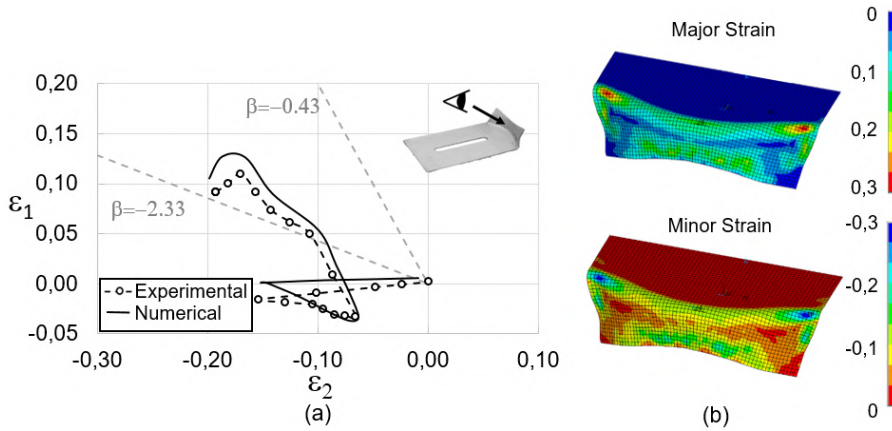 0,20
0,15
0,10
0,05
0,00
-0,05
ε1
β=–0.43
β=–2.33
Experimental
Numerical
-0,30
-0,20
-0,10
0,00
0,10
ε2
(a)
Major Strain
0
0,1
0,2
0,3
Minor Strain
-0,3
-0,2
-0,1
0
(b)